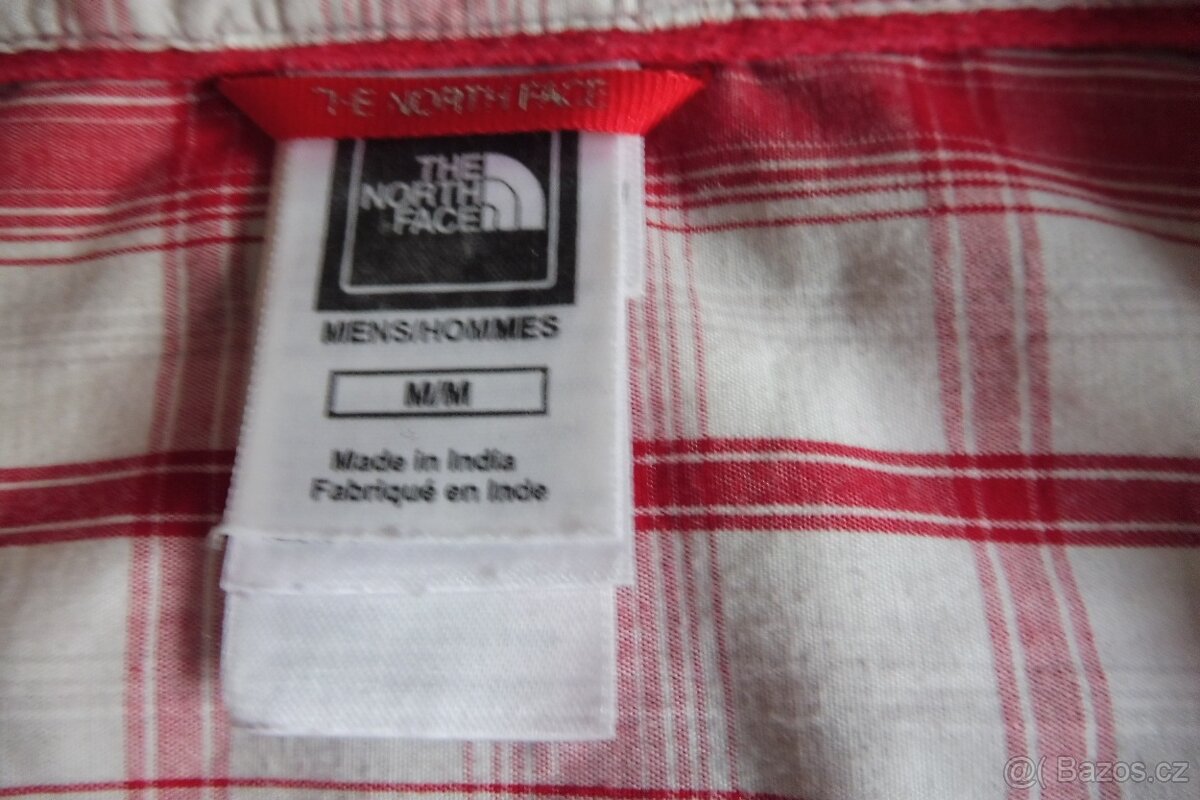 THE NORTH FACE
THE
NORTH
FACE
MENS/HOMMES
M/M
Made in India
Fabriqué en Inde
@( Bazos.cz